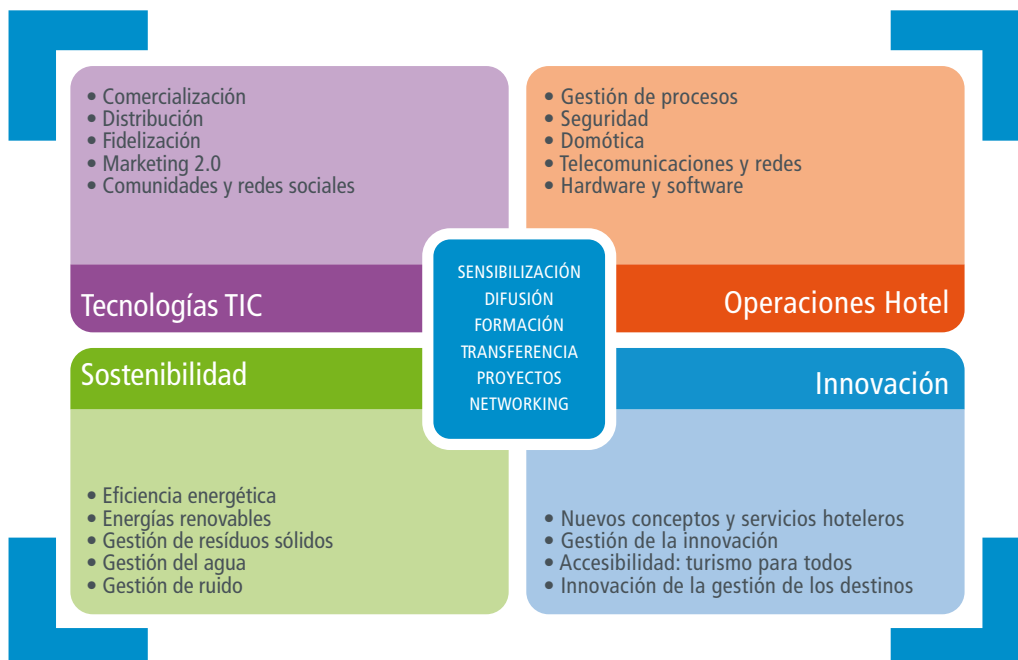 • Comercialización
• Distribución
• Fidelización
• Marketing 2.0
• Comunidades y redes sociales
Tecnologías TIC
• Gestión de procesos
• Seguridad
• Domótica
• Telecomunicaciones y redes
• Hardware y software
Operaciones Hotel
SENSIBILIZACIÓN
DIFUSIÓN
FORMACIÓN
TRANSFERENCIA
PROYECTOS
NETWORKING
Sostenibilidad
• Eficiencia energética
• Energías renovables
• Gestión de resíduos sólidos
• Gestión del agua
• Gestión de ruido
Innovación
• Nuevos conceptos y servicios hoteleros
• Gestión de la innovación
• Accesibilidad: turismo para todos
• Innovación de la gestión de los destinos